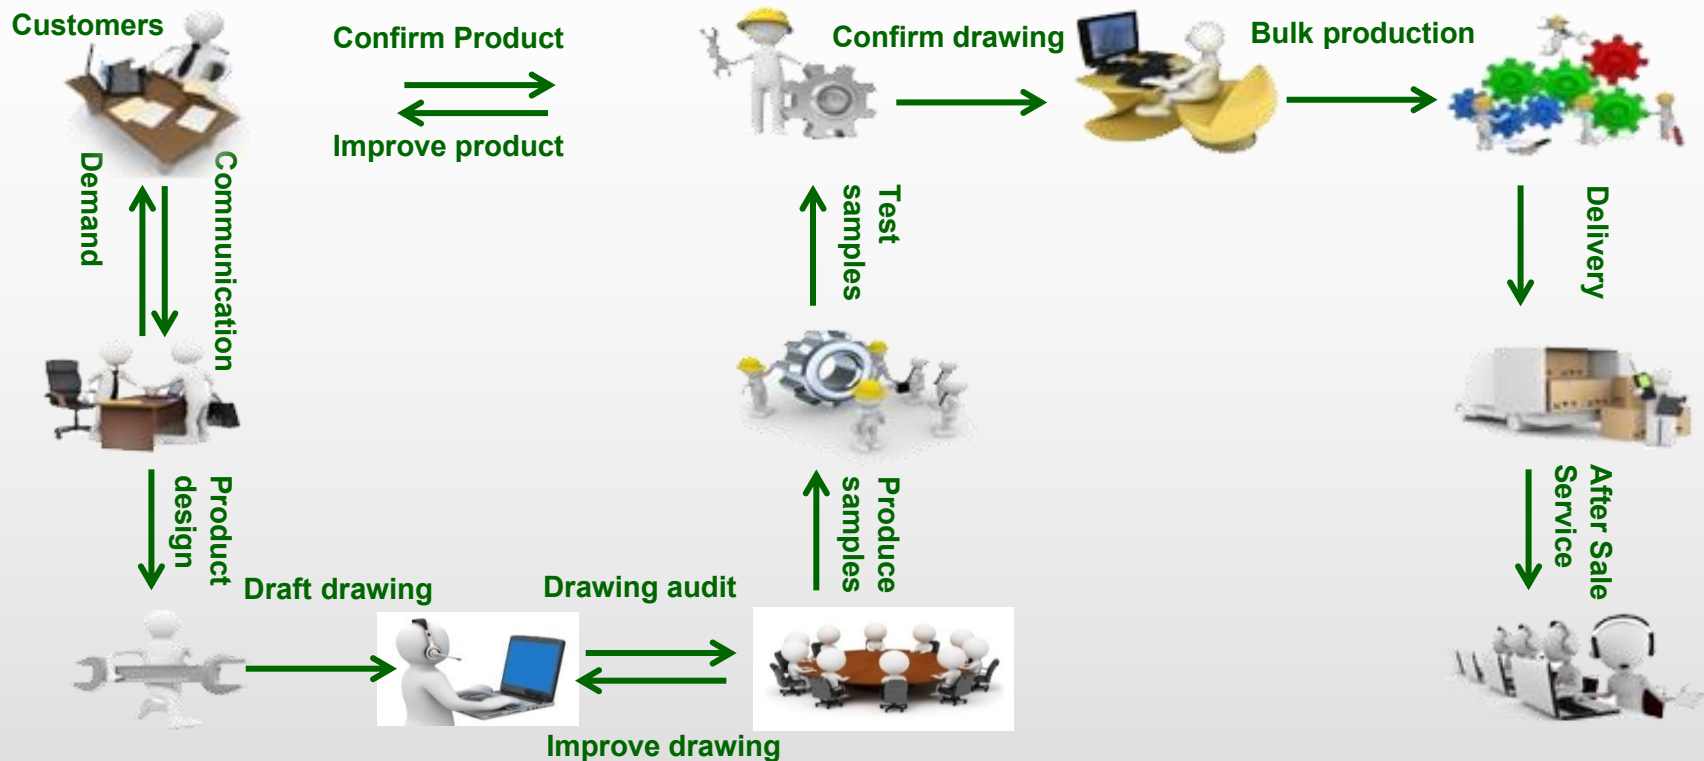 Customers
Confirm Product
Improve product
Confirm drawing
Bulk production
Demand
Communication
Test
samples
Delivery
Product
design
Produce
samples
After Sale
Service
Draft drawing
Drawing audit
Improve drawing